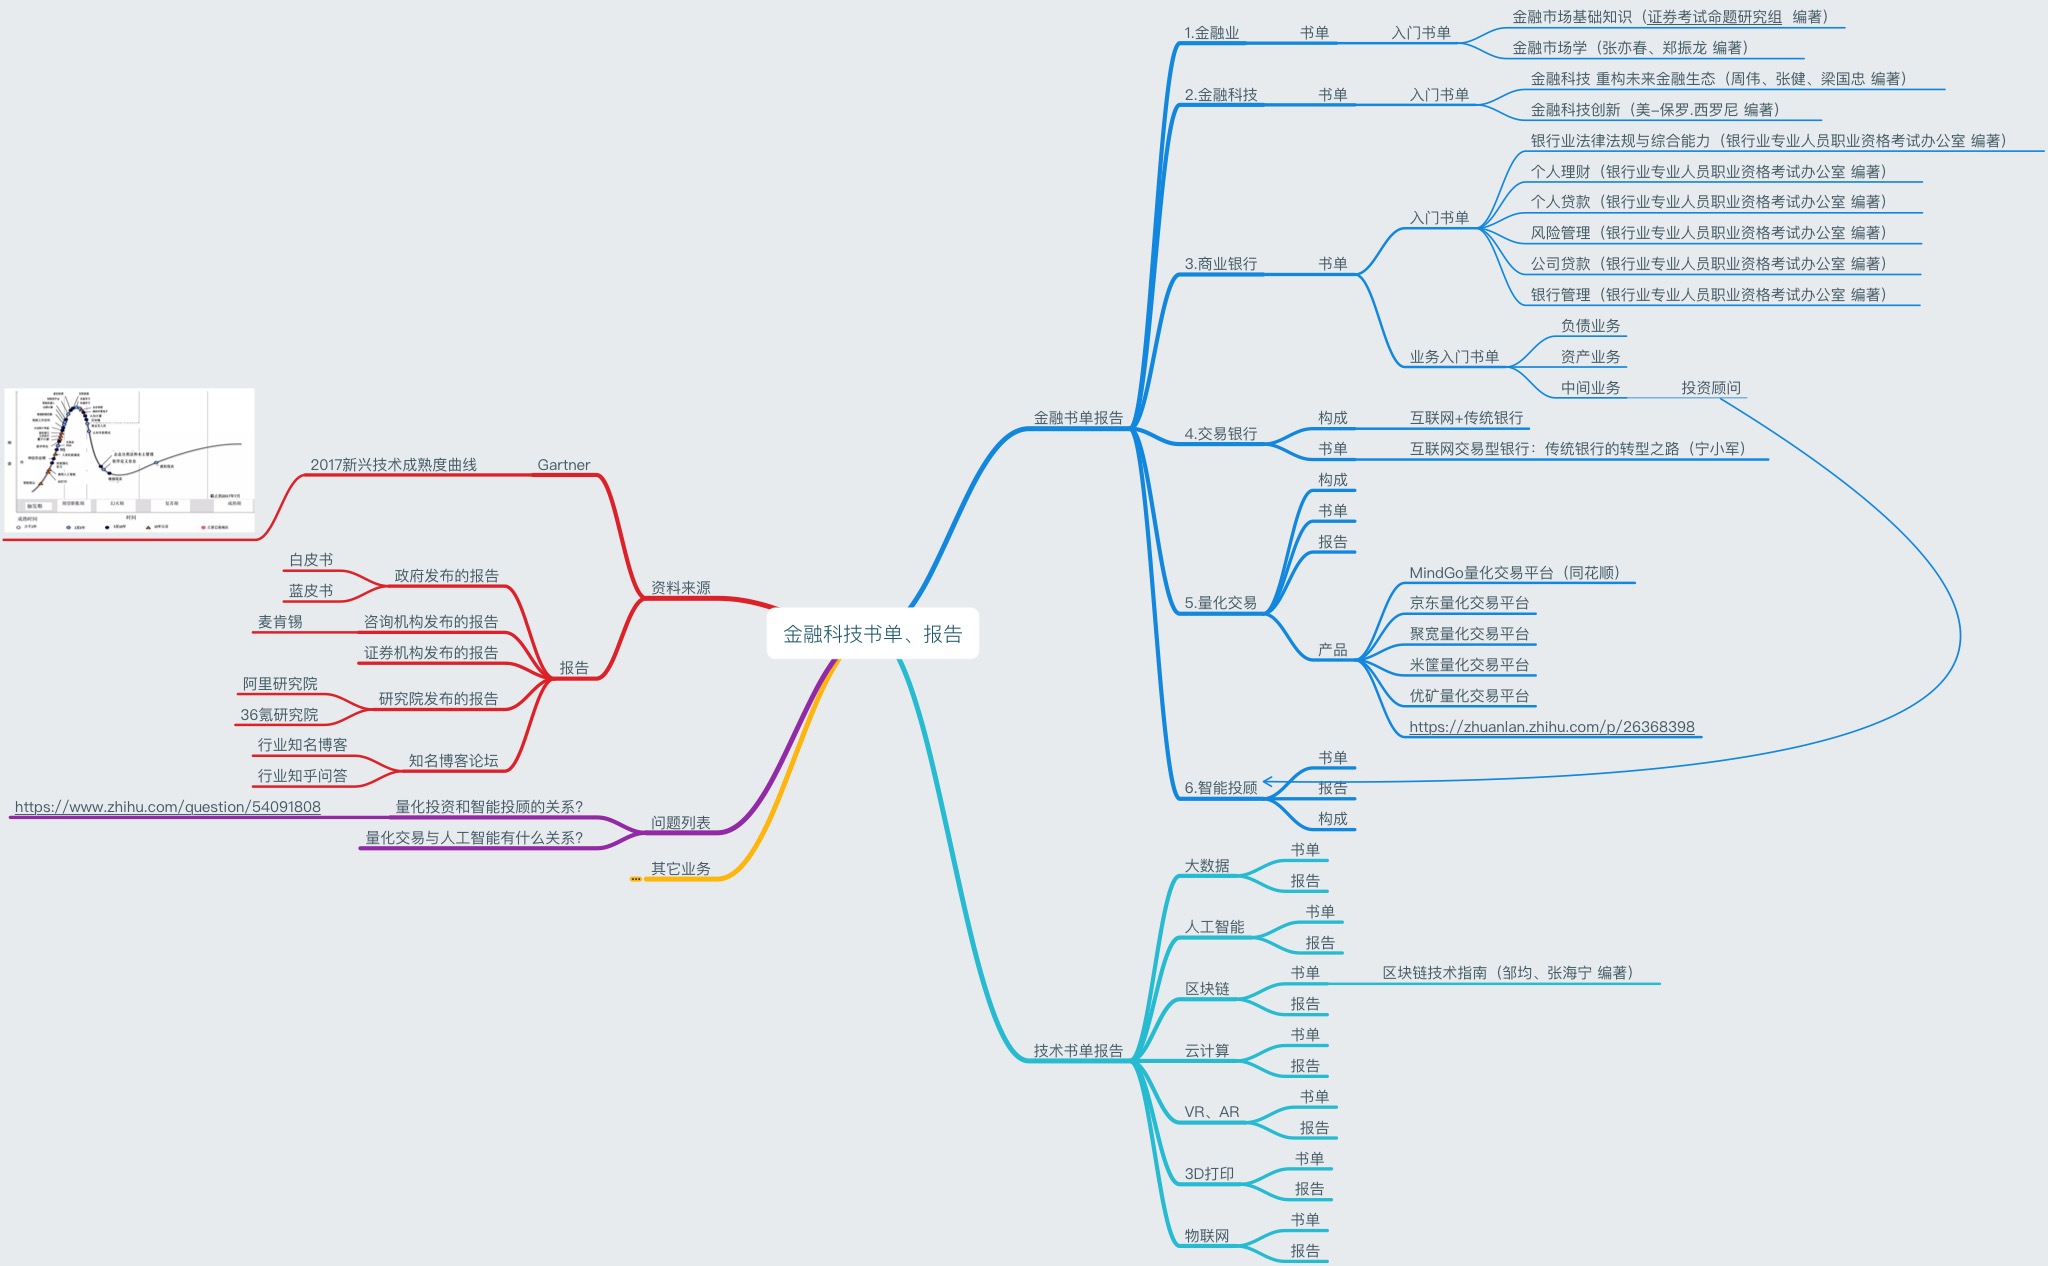 金融科技书单、报告
金融书单报告
1.金融业
书单
入门书单
金融市场基础知识（证券考试命题研究组 编著）
金融市场学（张亦春、郑振龙 编著）
2.金融科技
书单
入门书单
金融科技 重构未来金融生态（周伟、张健、梁国忠 编著）
金融科技创新（美-保罗.西罗尼 编著）
3.商业银行
书单
入门书单
银行业法律法规与综合能力（银行业专业人员职业资格考试办公室 编著）
个人理财（银行业专业人员职业资格考试办公室 编著）
个人贷款（银行业专业人员职业资格考试办公室 编著）
风险管理（银行业专业人员职业资格考试办公室 编著）
公司贷款（银行业专业人员职业资格考试办公室 编著）
银行管理（银行业专业人员职业资格考试办公室 编著）
业务入门书单
负债业务
资产业务
中间业务
投资顾问
4.交易银行
构成
互联网+传统银行
书单
互联网交易型银行：传统银行的转型之路（宁小军）
5.量化交易
构成
书单
报告
产品
MindGo量化交易平台（同花顺）
京东量化交易平台
聚宽量化交易平台
米筐量化交易平台
优矿量化交易平台
https://zhuanlan.zhihu.com/p/26368398
6.智能投顾
书单
报告
构成
技术书单报告
大数据
书单
报告
人工智能
书单
报告
区块链
书单
区块链技术指南（邹均、张海宁 编著）
报告
云计算
书单
报告
VR、AR
书单
报告
3D打印
书单
报告
物联网
书单
报告
资料来源
Gartner
2017新兴技术成熟度曲线
时间
报告
政府发布的报告
白皮书
蓝皮书
咨询机构发布的报告
麦肯锡
证券机构发布的报告
研究院发布的报告
阿里研究院
36氪研究院
知名博客论坛
行业知名博客
行业知乎问答
问题列表
量化投资和智能投顾的关系?
https://www.zhihu.com/question/54091808
量化交易与人工智能有什么关系?
其它业务